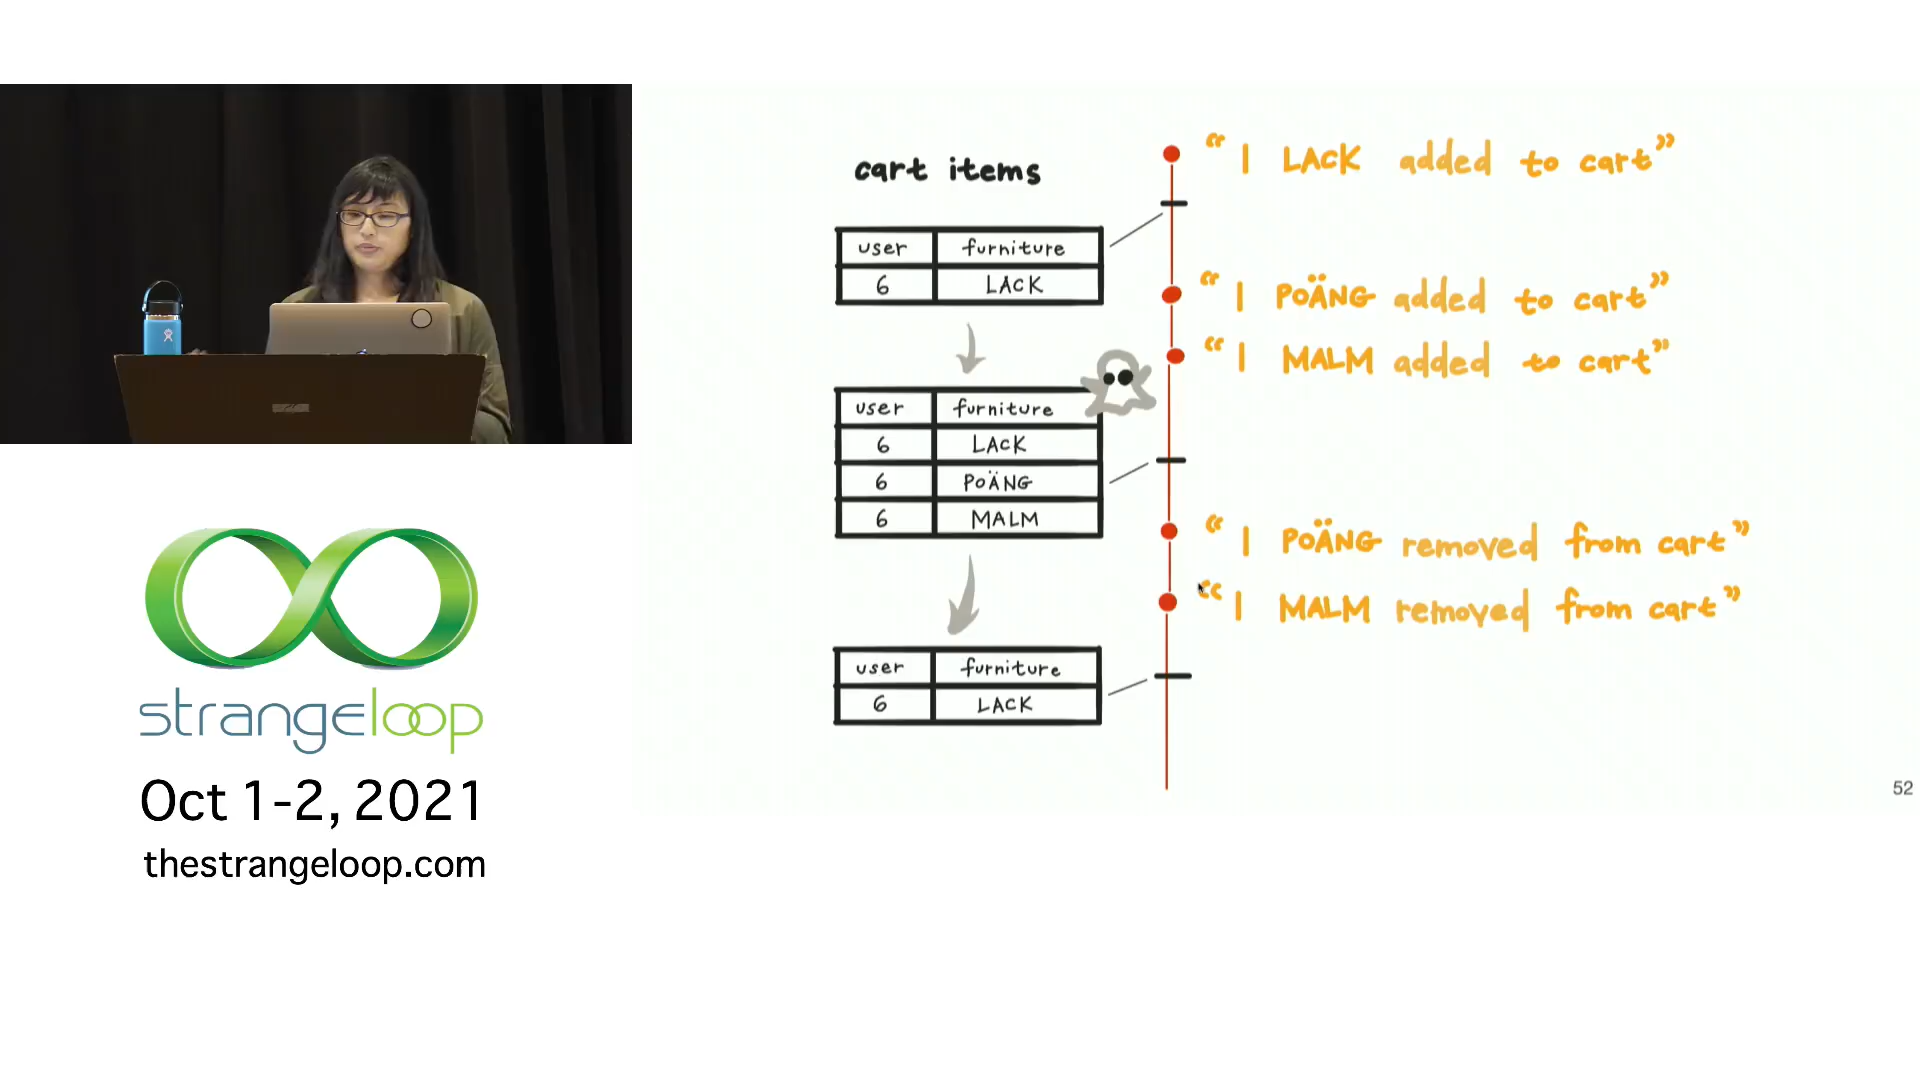 cart items
user furniture
6 LACK
user furniture
6 LACK
6 POÄNG
6 MALM
user furniture
6 LACK
“1 LACK added to cart”
“1 POÄNG added to cart”
“1 MALM added to cart”
“1 POÄNG removed from cart”
“1 MALM removed from cart”
52
strangeloop
Oct 1-2, 2021
thestrangeloop.com